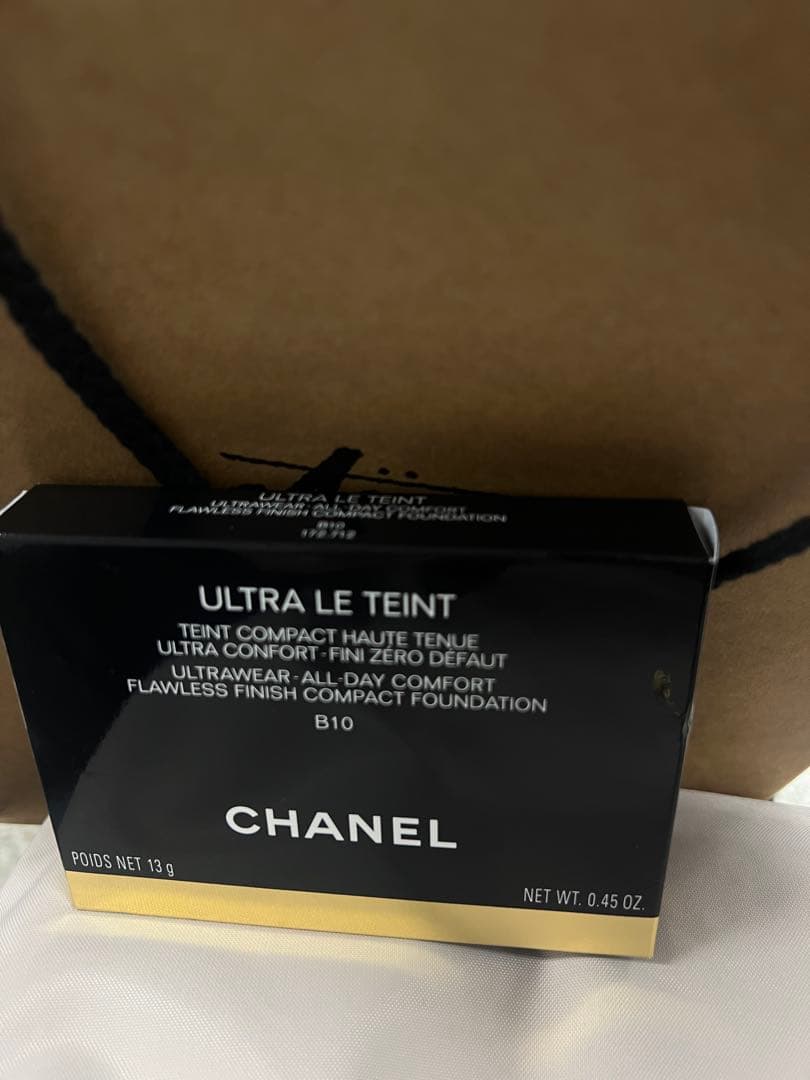 ULTRA LE TEINT
ULTRAWEAR-ALL-DAY COMFORT
FLAWLESS FINISH COMPACT FOUNDATION
B10
172.712
ULTRA LE TEINT
TEINT COMPACT HAUTE TENUE
ULTRA CONFORT-FINI ZÉRO DÉFAUT
ULTRAWEAR-ALL-DAY COMFORT
FLAWLESS FINISH COMPACT FOUNDATION
B10
CHANEL
POIDS NET 13 g
NET WT. 0.45 OZ.